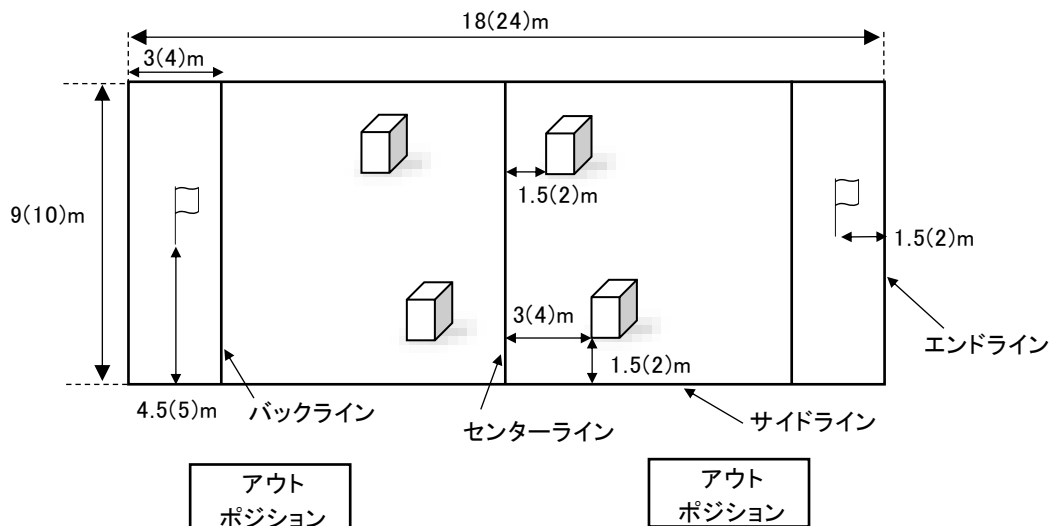 18(24)m
3(4)m
9(10)m
1.5(2)m
1.5(2)m
3(4)m
1.5(2)m
エンドライン
4.5(5)m
バックライン
センターライン
サイドライン
アウト
ポジション
アウト
ポジション